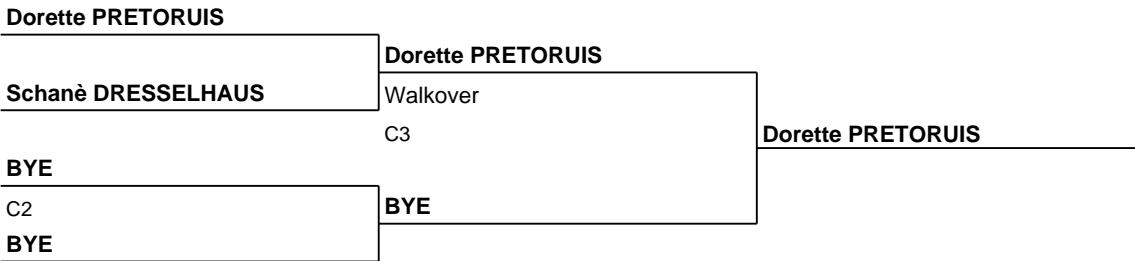 Dorette PRETORUIS
Dorette PRETORUIS
Schanè DRESSELHAUS
Walkover
C3
Dorette PRETORUIS
BYE
C2
BYE
BYE